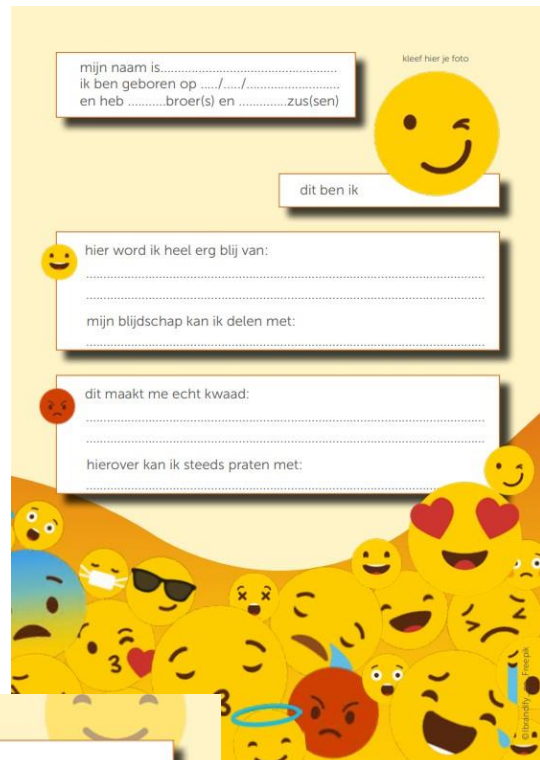 kleef hier je foto
mijn naam is................................................
ik ben geboren op ...../...../.........................
en heb ..........broer(s) en .............zus(sen)
dit ben ik
hier word ik heel erg blij van:
.............................................................................................................
.............................................................................................................
mijn blijdschap kan ik delen met:
.............................................................................................................
dit maakt me echt kwaad:
.............................................................................................................
.............................................................................................................
hierover kan ik steeds praten met:
.............................................................................................................
©Ibrandify - Freepik